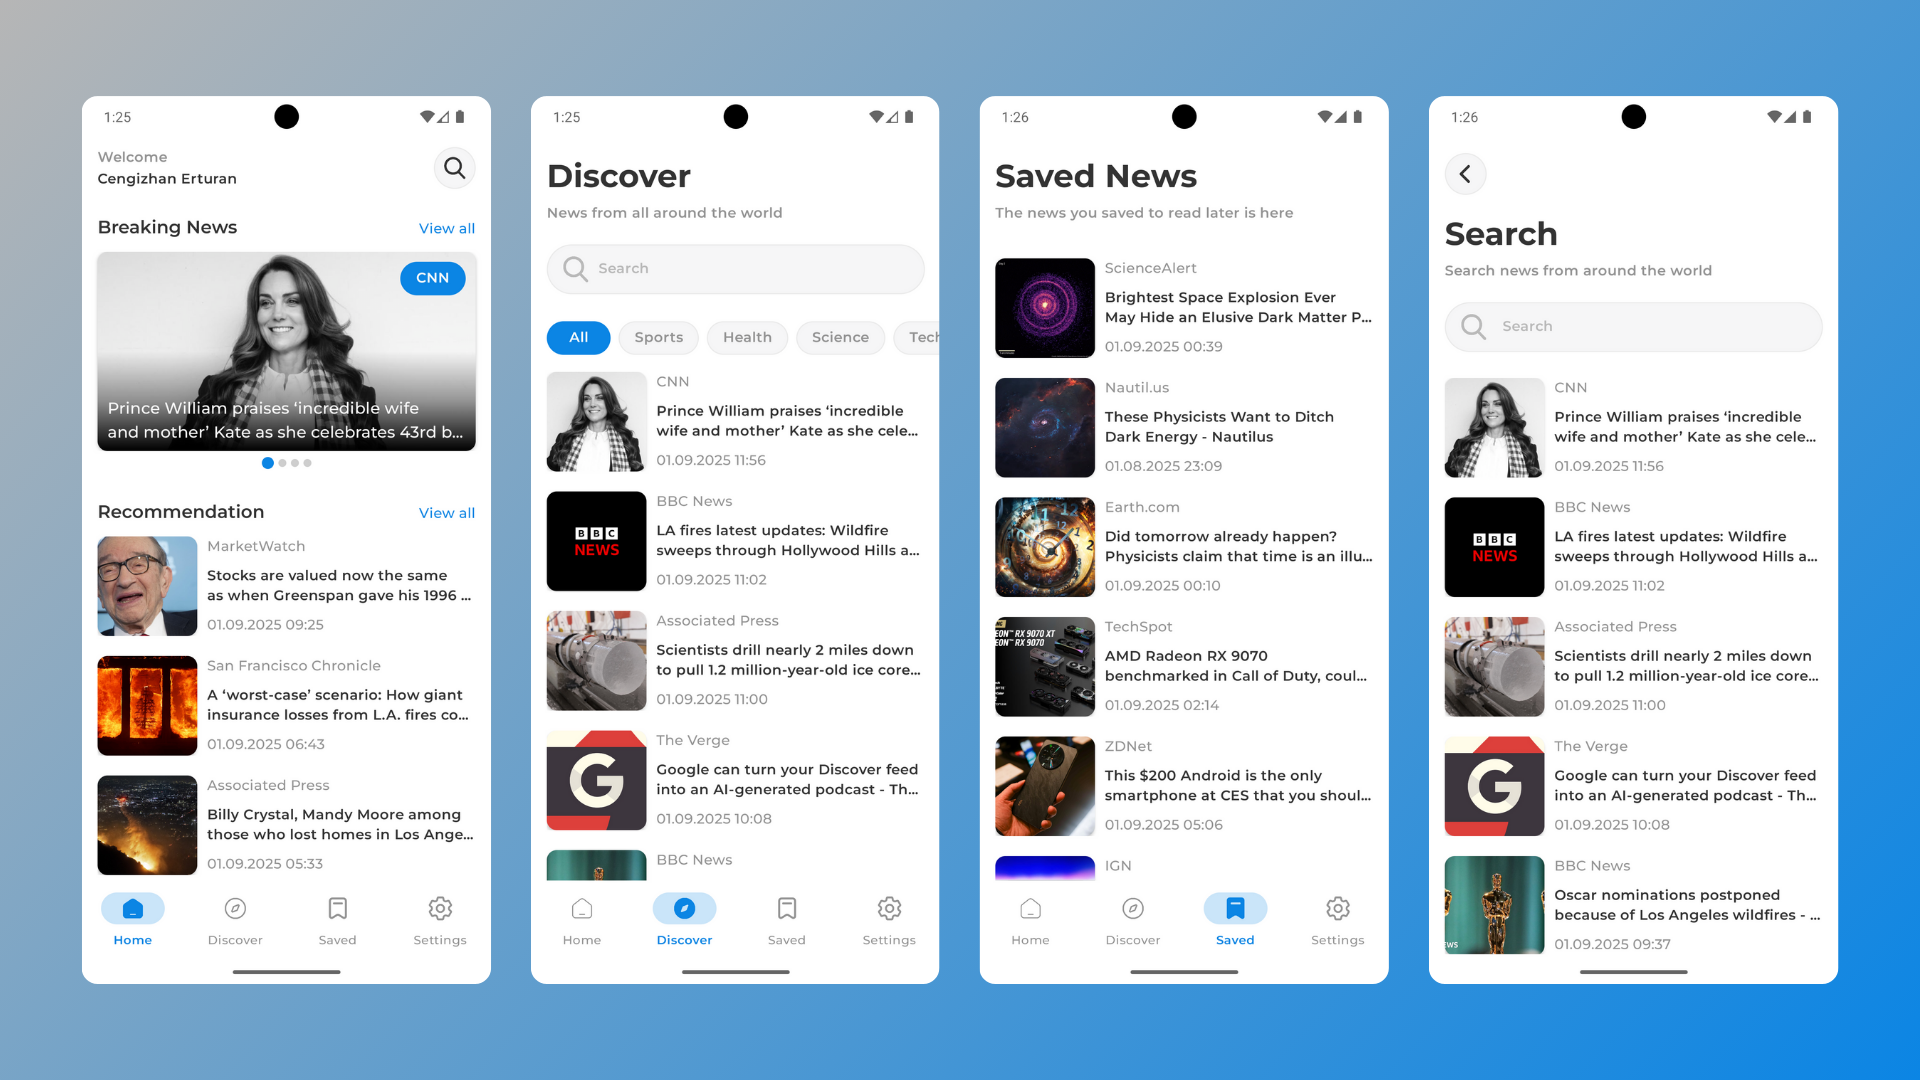 1:25
Welcome
Cengizhan Erturan
Breaking News
View all
CNN
Prince William praises ‘incredible wife
and mother’ Kate as she celebrates 43rd b...
Recommendation
View all
MarketWatch
Stocks are valued now the same
as when Greenspan gave his 1996 ...
01.09.2025 09:25
San Francisco Chronicle
A ‘worst-case’ scenario: How giant
insurance losses from L.A. fires co...
01.09.2025 06:43
Associated Press
Billy Crystal, Mandy Moore among
those who lost homes in Los Ange...
01.09.2025 05:33
Home
Discover
Saved
Settings
1:25
Discover
News from all around the world
Search
All
Sports
Health
Science
Tech
CNN
Prince William praises ‘incredible
wife and mother’ Kate as she cele...
01.09.2025 11:56
BBC
NEWS
BBC News
LA fires latest updates: Wildfire
sweeps through Hollywood Hills a...
01.09.2025 11:02
Associated Press
Scientists drill nearly 2 miles down
to pull 1.2 million-year-old ice core...
01.09.2025 11:00
G
The Verge
Google can turn your Discover feed
into an AI-generated podcast - Th...
01.09.2025 10:08
BBC News
Home
Discover
Saved
Settings
1:26
Saved News
The news you saved to read later is here
ScienceAlert
Brightest Space Explosion Ever
May Hide an Elusive Dark Matter P...
01.09.2025 00:39
Nautil.us
These Physicists Want to Ditch
Dark Energy - Nautilus
01.08.2025 23:09
Earth.com
Did tomorrow already happen?
Physicists claim that time is an illu...
01.09.2025 00:10
EON™ RX 9070 XT
EON™ RX 9070
TechSpot
AMD Radeon RX 9070
benchmarked in Call of Duty, coul...
01.09.2025 02:14
ZDNet
This $200 Android is the only
smartphone at CES that you shoul...
01.09.2025 05:06
IGN
Home
Discover
Saved
Settings
1:26
Search
Search news from around the world
Search
CNN
Prince William praises ‘incredible
wife and mother’ Kate as she cele...
01.09.2025 11:56
BBC
NEWS
BBC News
LA fires latest updates: Wildfire
sweeps through Hollywood Hills a...
01.09.2025 11:02
Associated Press
Scientists drill nearly 2 miles down
to pull 1.2 million-year-old ice core...
01.09.2025 11:00
G
The Verge
Google can turn your Discover feed
into an AI-generated podcast - Th...
01.09.2025 10:08
WS
BBC News
Oscar nominations postponed
because of Los Angeles wildfires - ...
01.09.2025 09:37